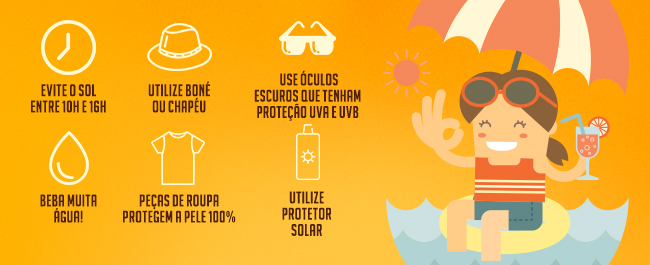 EVITE O SOL
ENTRE 10H E 16H
UTILIZE BONÉ
OU CHAPÉU
USE ÓCULOS
ESCUROS QUE TENHAM
PROTEÇÃO UVA E UVB
BEBA MUITA
ÁGUA!
PEÇAS DE ROUPA
PROTEGEM A PELE 100%
UTILIZE
PROTETOR
SOLAR